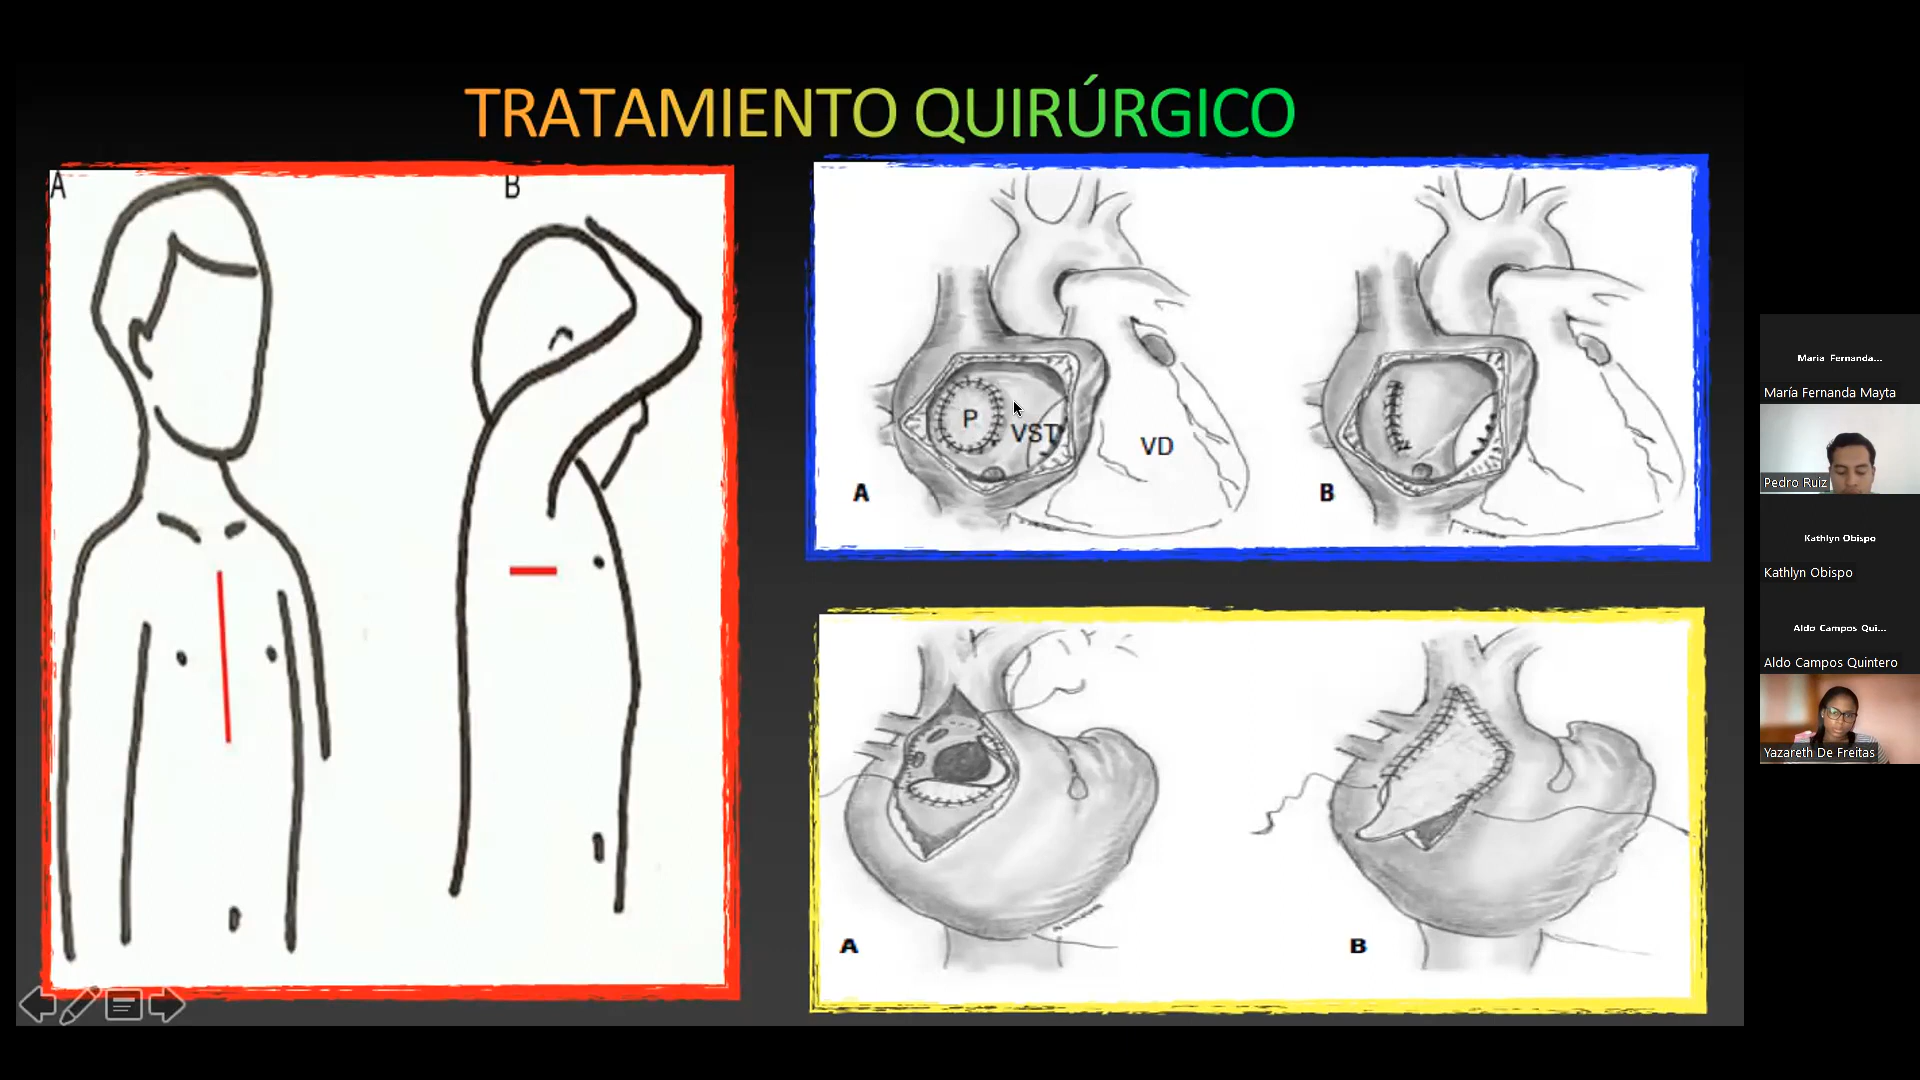 TRATAMIENTO QUIRÚRGICO
A
B
P
VST
VD
A
B
A
B
Maria Fernanda...
María Fernanda Mayta
Pedro Ruiz
Kathlyn Obispo
Kathlyn Obispo
Aldo Campos Qui...
Aldo Campos Quintero
Yazareth De Freitas